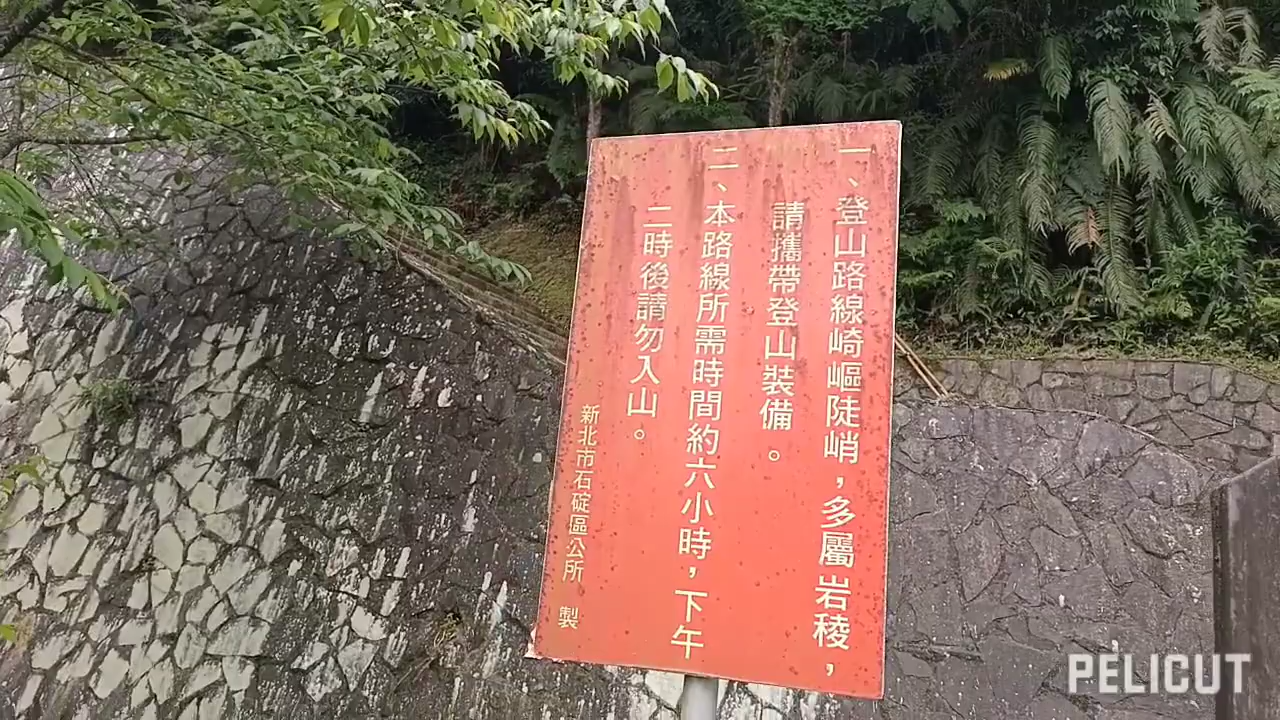 一、登山路線崎嶇陡峭，多屬岩稜，
請攜帶登山裝備。
二、本路線所需時間約六小時，下午
二時後請勿入山。
新北市石碇區公所 製
PELICUT